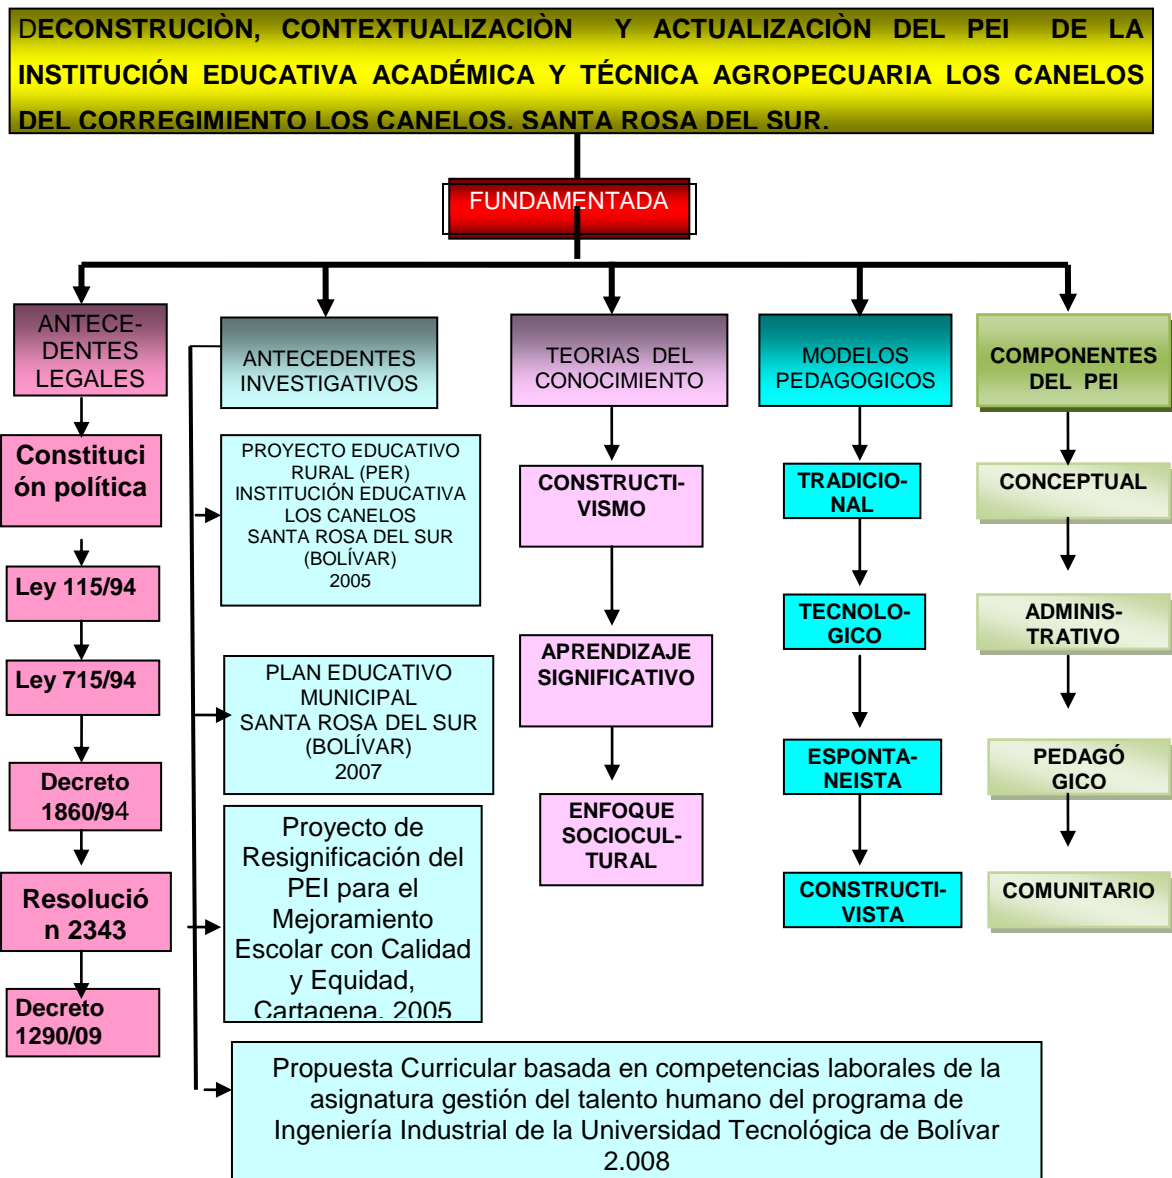 DECONSTRUCIÒN, CONTEXTUALIZACIÒN Y ACTUALIZACIÒN DEL PEI DE LA
INSTITUCIÓN EDUCATIVA ACADÉMICA Y TÉCNICA AGROPECUARIA LOS CANELOS
DEL CORREGIMIENTO LOS CANELOS. SANTA ROSA DEL SUR.
FUNDAMENTADA
ANTECE-
DENTES
LEGALES
Constituci
ón política
Ley 115/94
Ley 715/94
Decreto
1860/94
Resolució
n 2343
Decreto
1290/09
ANTECEDENTES
INVESTIGATIVOS
PROYECTO EDUCATIVO
RURAL (PER)
INSTITUCIÓN EDUCATIVA
LOS CANELOS
SANTA ROSA DEL SUR
(BOLÍVAR)
2005
PLAN EDUCATIVO
MUNICIPAL
SANTA ROSA DEL SUR
(BOLÍVAR)
2007
Proyecto de
Resignificación del
PEI para el
Mejoramiento
Escolar con Calidad
y Equidad,
Cartagena, 2005
Propuesta Curricular basada en competencias laborales de la
asignatura gestión del talento humano del programa de
Ingeniería Industrial de la Universidad Tecnológica de Bolívar
2.008
TEORIAS DEL
CONOCIMIENTO
CONSTRUCTI-
VISMO
APRENDIZAJE
SIGNIFICATIVO
ENFOQUE
SOCIOCUL-
TURAL
MODELOS
PEDAGOGICOS
TRADICIO-
NAL
TECNOLO-
GICO
ESPONTA-
NEISTA
CONSTRUCTI-
VISTA
COMPONENTES
DEL PEI
CONCEPTUAL
ADMINIS-
TRATIVO
PEDAGÓ
GICO
COMUNITARIO